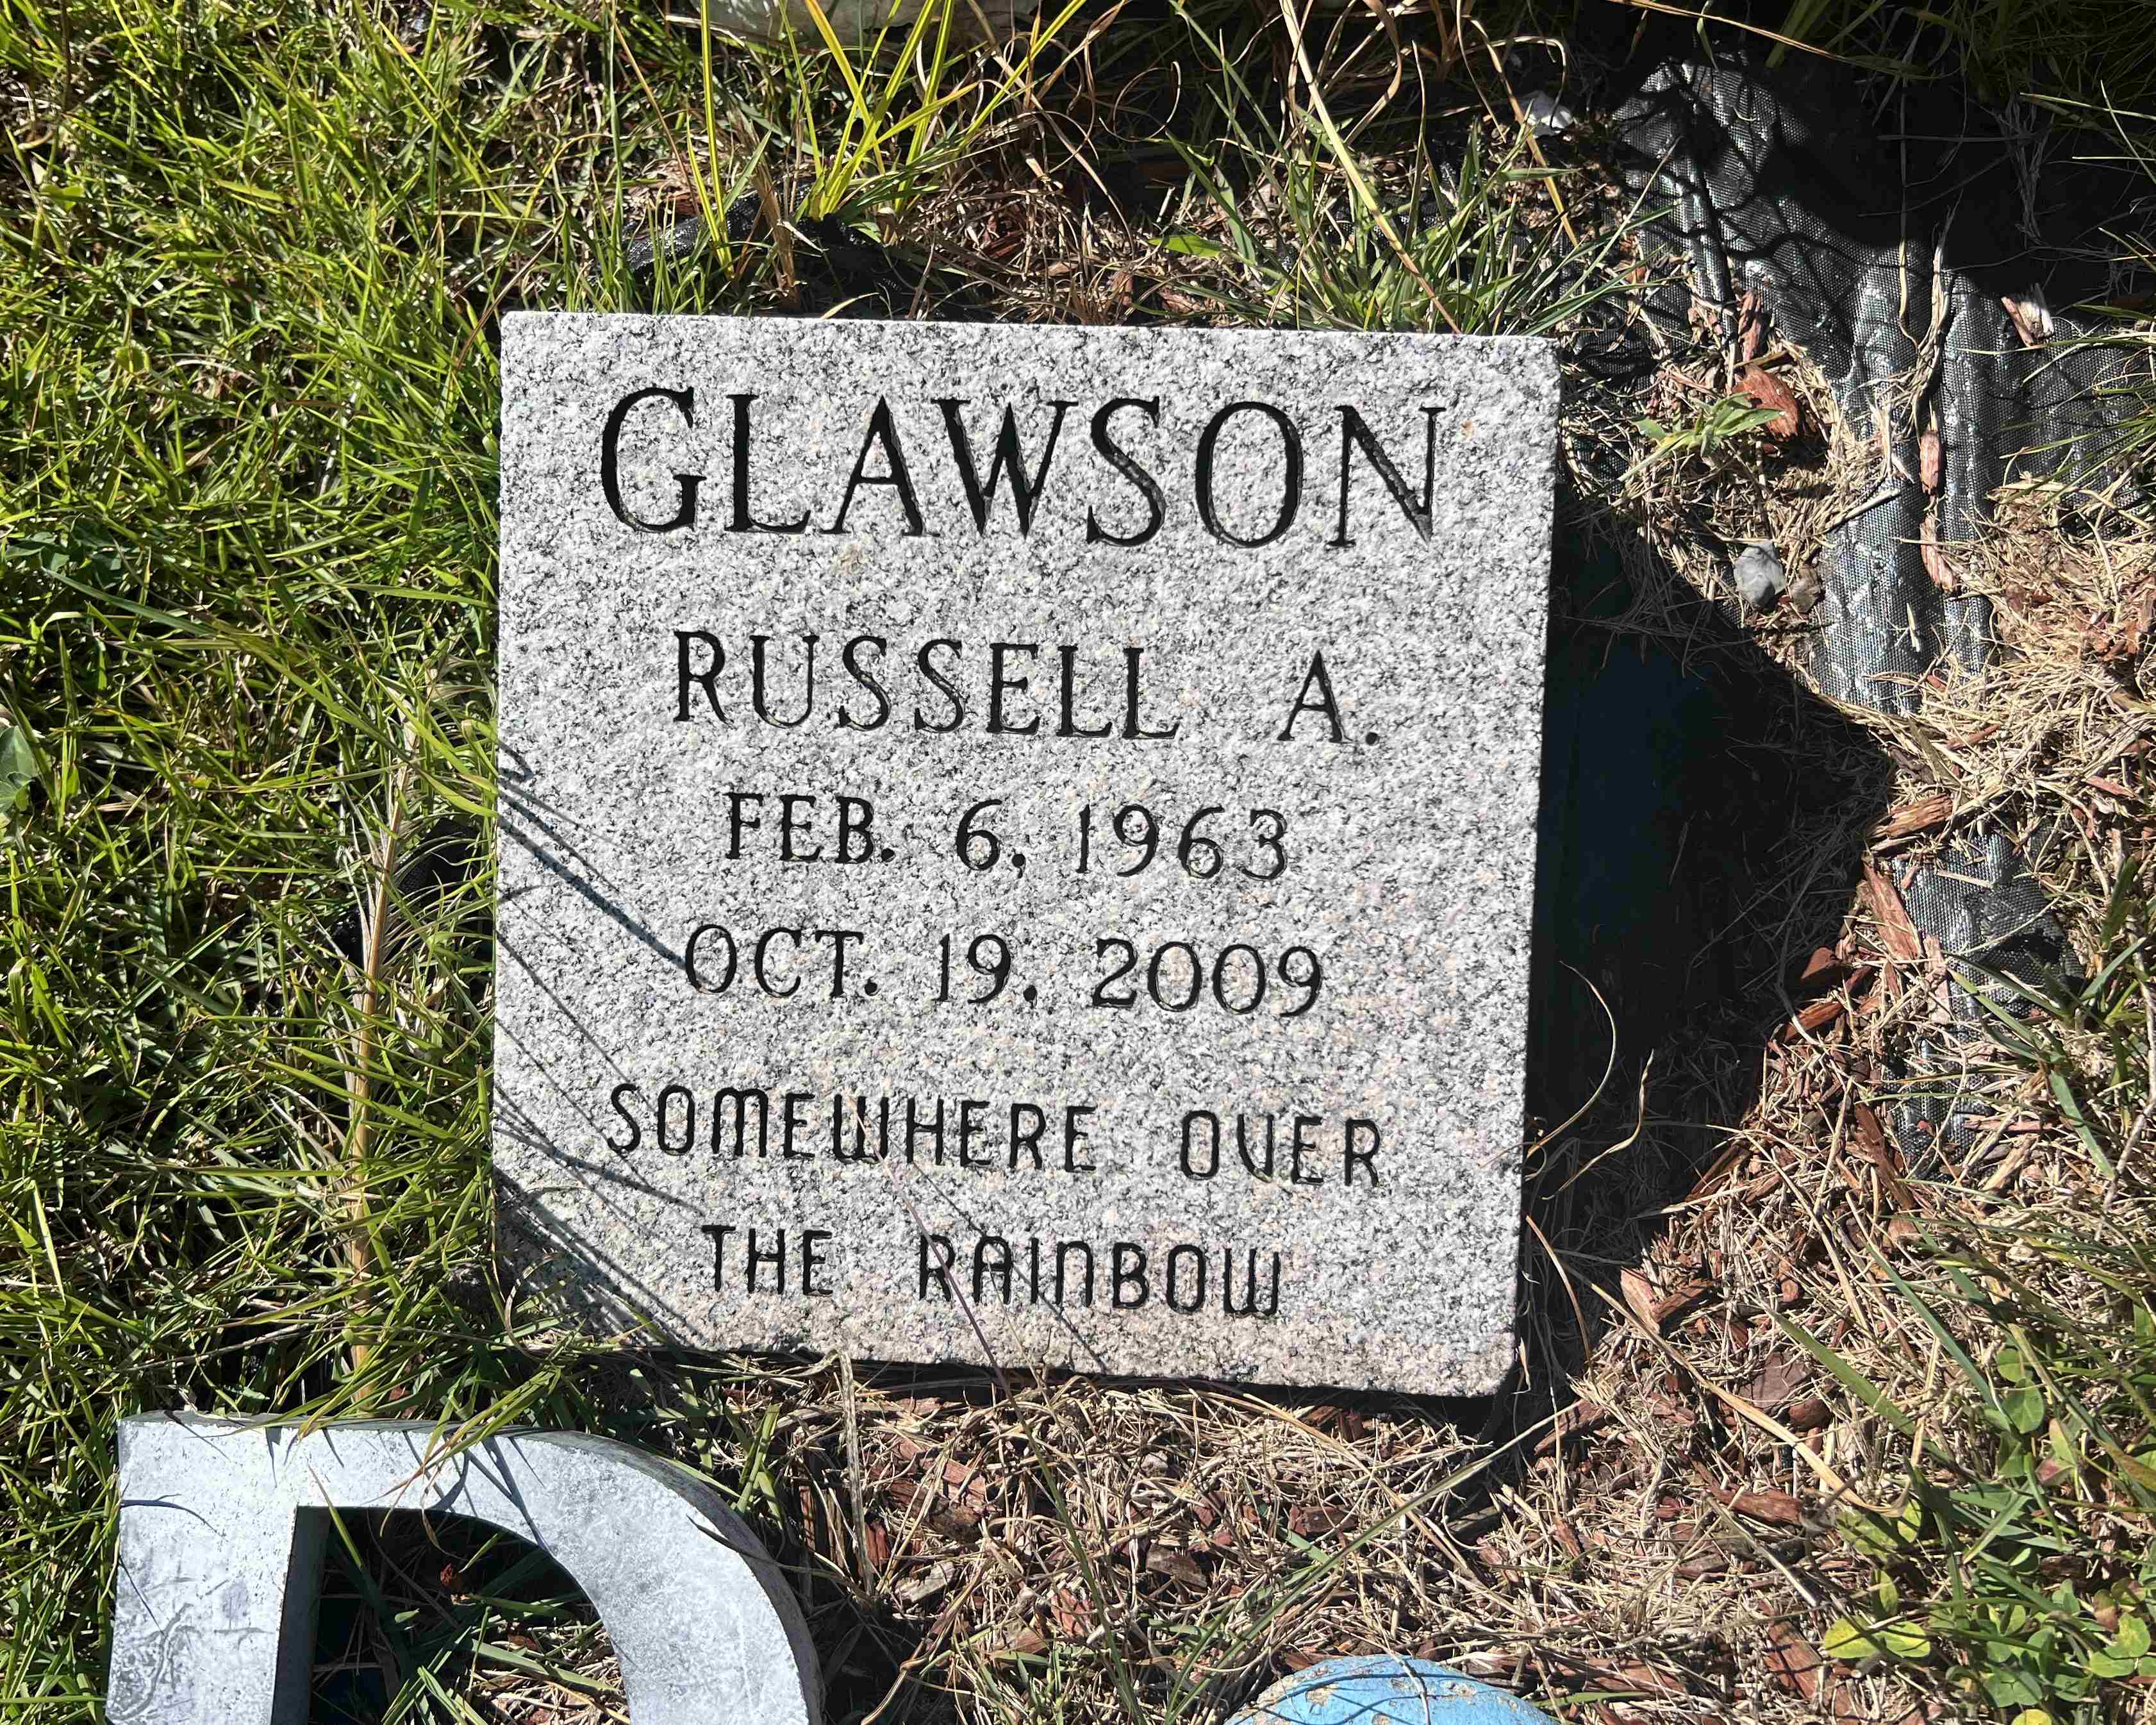 GLAWSON
RUSSELL A.
FEB. 6, 1963
OCT. 19, 2009
SOMEWHERE OVER
THE RAINBOW